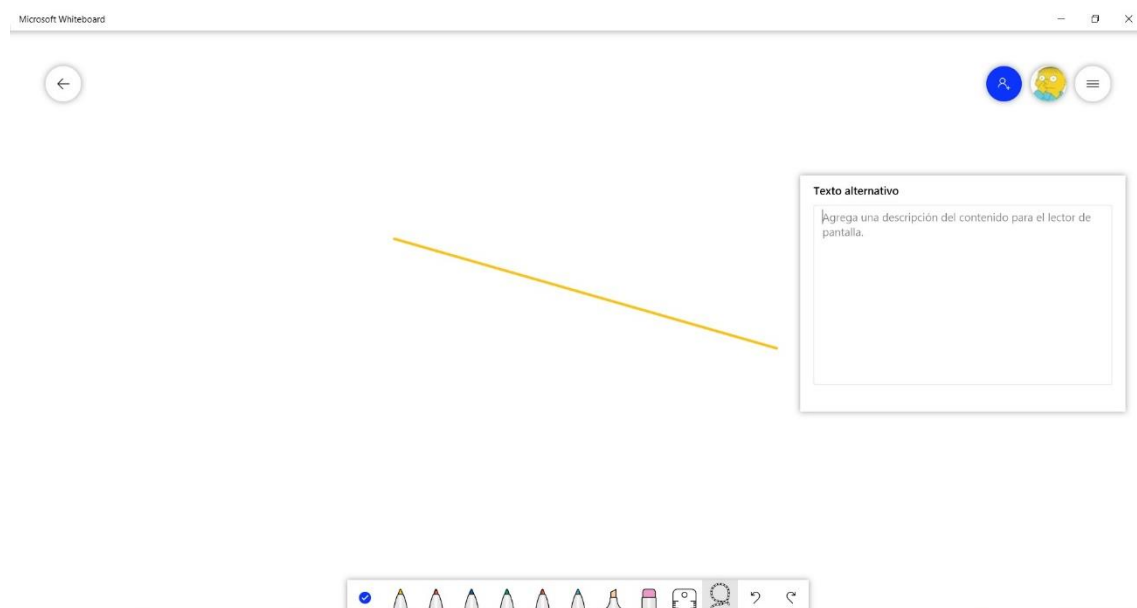 Microsoft Whiteboard
Texto alternativo
Agrega una descripción del contenido para el lector de
pantalla.